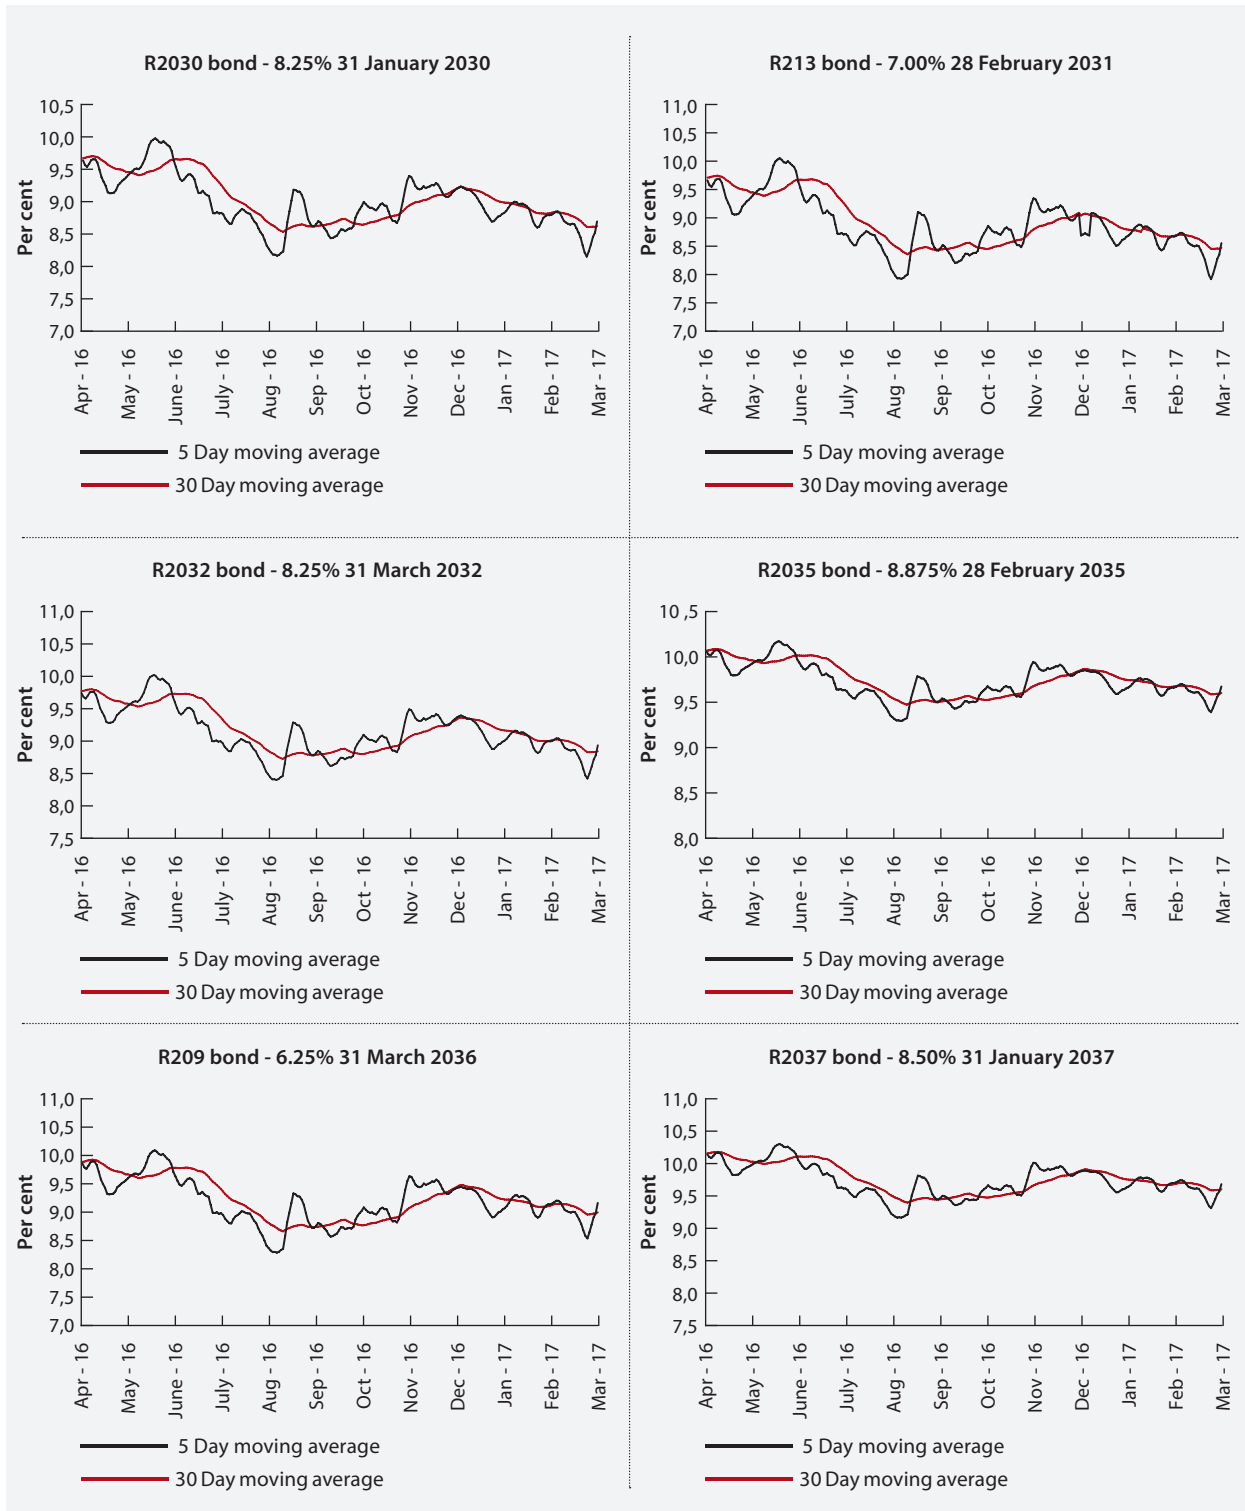 R2030 bond - 8.25% 31 January 2030
Per cent
10,5
10,0
9,5
9,0
8,5
8,0
7,5
7,0
Apr - 16
May - 16
June - 16
July - 16
Aug - 16
Sep - 16
Oct - 16
Nov - 16
Dec - 16
Jan - 17
Feb - 17
Mar - 17
5 Day moving average
30 Day moving average
R213 bond - 7.00% 28 February 2031
Per cent
11,0
10,5
10,0
9,5
9,0
8,5
8,0
7,5
7,0
Apr - 16
May - 16
June - 16
July - 16
Aug - 16
Sep - 16
Oct - 16
Nov - 16
Dec - 16
Jan - 17
Feb - 17
Mar - 17
5 Day moving average
30 Day moving average
R2032 bond - 8.25% 31 March 2032
Per cent
11,0
10,5
10,0
9,5
9,0
8,5
8,0
7,5
Apr - 16
May - 16
June - 16
July - 16
Aug - 16
Sep - 16
Oct - 16
Nov - 16
Dec - 16
Jan - 17
Feb - 17
Mar - 17
5 Day moving average
30 Day moving average
R2035 bond - 8.875% 28 February 2035
Per cent
10 ,5
10,0
9,5
9,0
8,5
8,0
Apr - 16
May - 16
June - 16
July - 16
Aug - 16
Sep - 16
Oct - 16
Nov - 16
Dec - 16
Jan - 17
Feb - 17
Mar - 17
5 Day moving average
30 Day moving average
R209 bond - 6.25% 31 March 2036
Per cent
11,0
10,5
10,0
9,5
9,0
8,5
8,0
7,5
7,0
Apr - 16
May - 16
June - 16
July - 16
Aug - 16
Sep - 16
Oct - 16
Nov - 16
Dec - 16
Jan - 17
Feb - 17
Mar - 17
5 Day moving average
30 Day moving average
R2037 bond - 8.50% 31 January 2037
Per cent
11,0
10,5
10,0
9,5
9,0
8,5
8,0
7,5
Apr - 16
May - 16
June - 16
July - 16
Aug - 16
Sep - 16
Oct - 16
Nov - 16
Dec - 16
Jan - 17
Feb - 17
Mar - 17
5 Day moving average
30 Day moving average